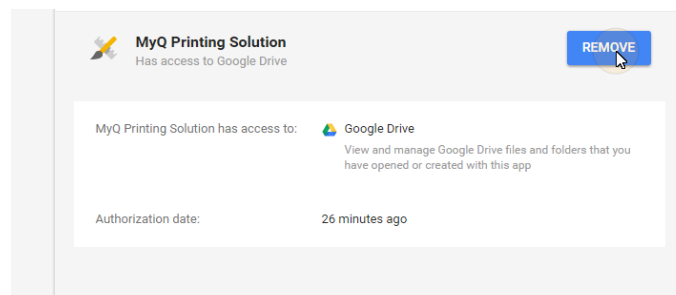 MyQ Printing Solution
Has access to Google Drive
REMOVE
MyQ Printing Solution has access to:
Google Drive
View and manage Google Drive files and folders that you
have opened or created with this app
Authorization date:
26 minutes ago